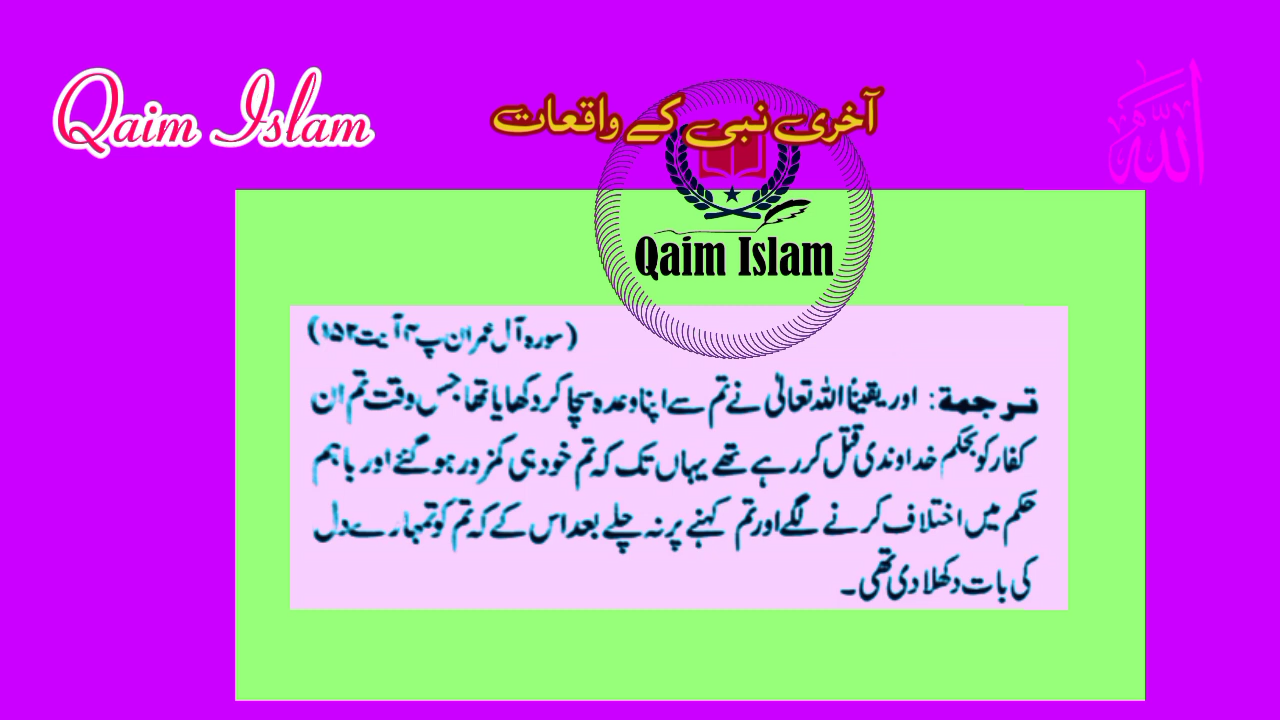 Qaim Islam
آخری نبی کے واقعات
الله
Qaim Islam
(سورہ آل عمران پ ۴ آیت ۱۵۲)
ترجمة: اور یقیناً اللہ تعالیٰ نے تم سے اپنا وعدہ سچا کر دکھایا تھا جس وقت تم ان
کفار کو بحکم خداوندی قتل کر رہے تھے یہاں تک کہ تم خود ہی کمزور ہو گئے اور باہم
حکم میں اختلاف کرنے لگے اور تم کہنے پر نہ چلے بعد اس کے کہ تم کو تمہارے دل
کی بات دکھلا دی تھی۔